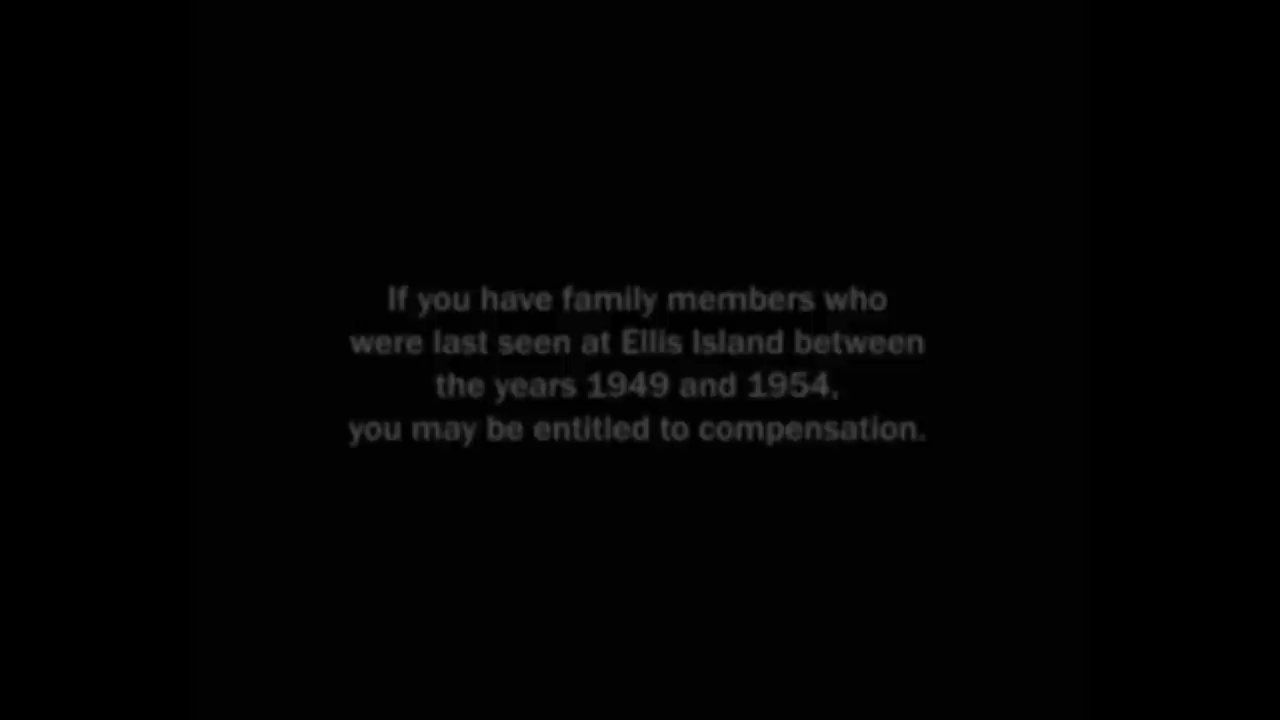 If you have family members who
were last seen at Ellis Island between
the years 1949 and 1954,
you may be entitled to compensation.